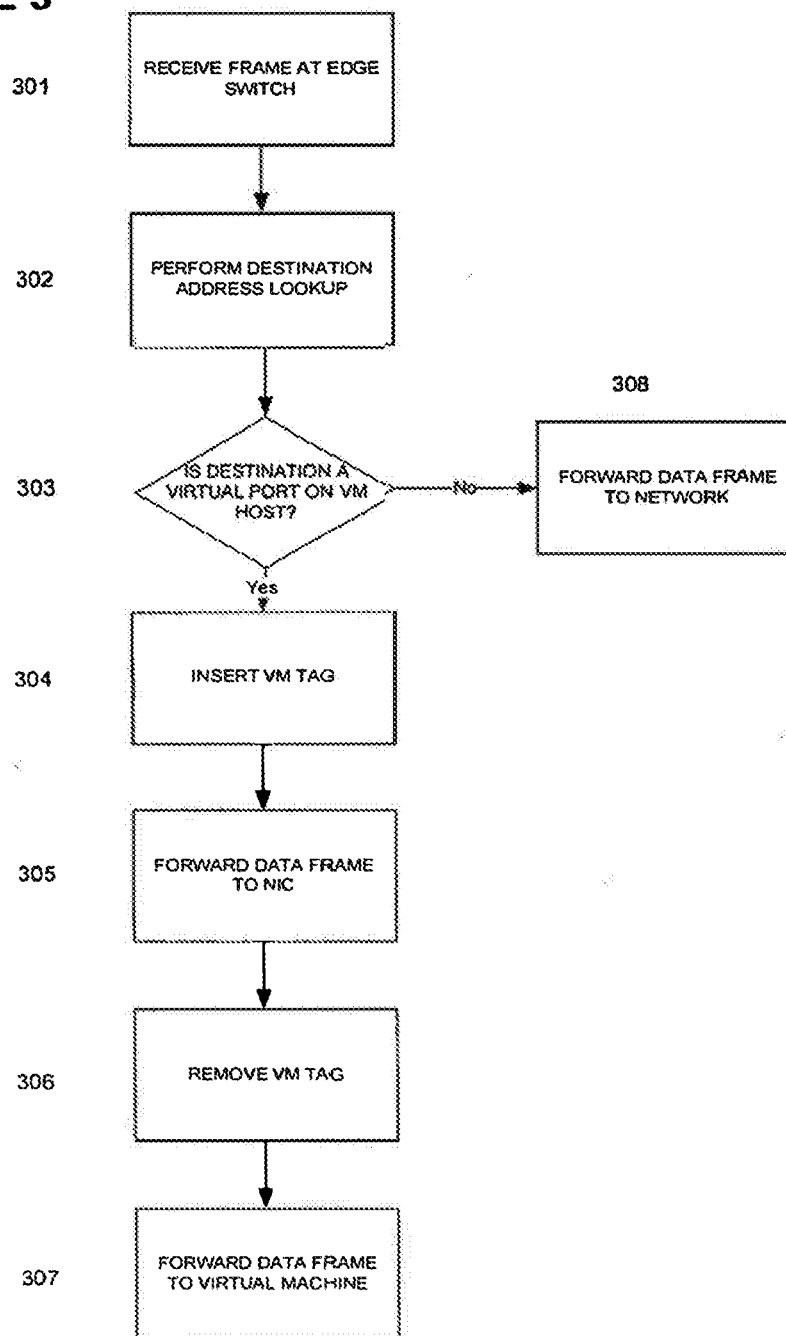 3
301
RECEIVE FRAME AT EDGE
SWITCH
302
PERFORM DESTINATION
ADDRESS LOOKUP
308
303
IS DESTINATION A
VIRTUAL PORT ON VM
HOST?
No
FORWARD DATA FRAME
TO NETWORK
Yes
304
INSERT VM TAG
305
FORWARD DATA FRAME
TO NIC
306
REMOVE VM TAG
307
FORWARD DATA FRAME
TO VIRTUAL MACHINE